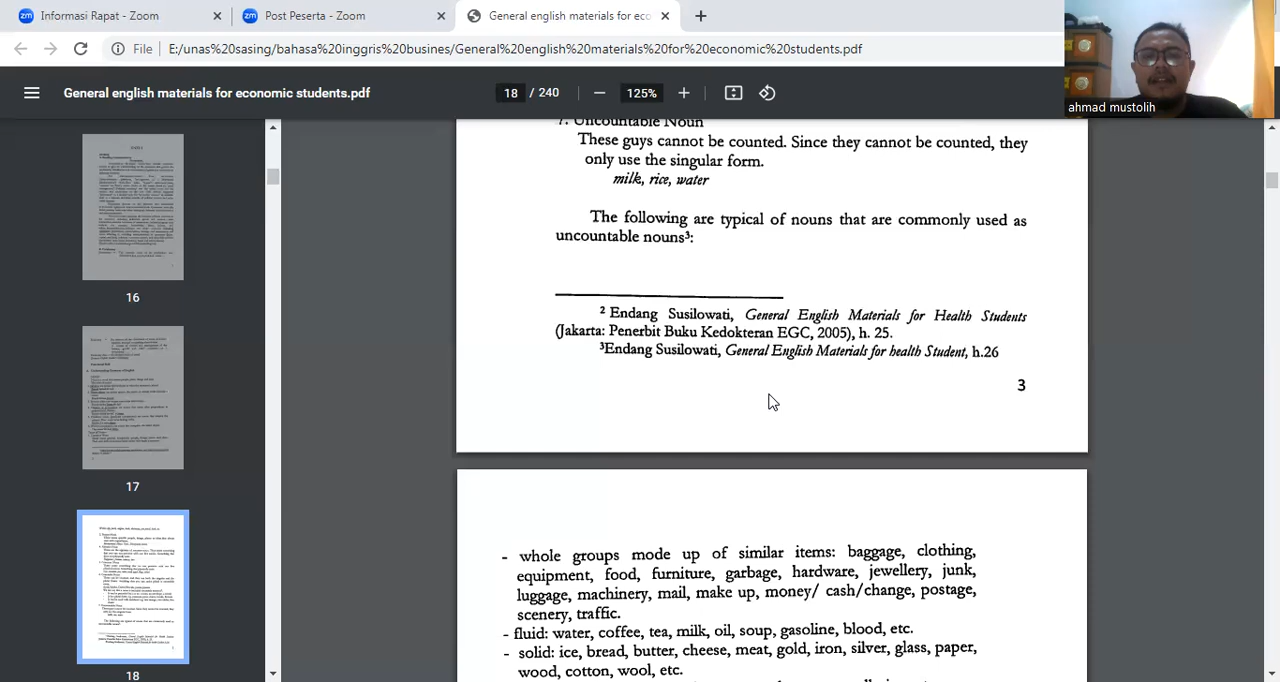 Informasi Rapat - Zoom
Post Peserta - Zoom
General english materials for eco
File
E:/unas%20sasing/bahasa%20inggris%20busines/General%20english%20materials%20for%20economic%20students.pdf
ahmad mustolih
General english materials for economic students.pdf
18 / 240
125%
16
17
18
7. Uncountable Noun
These guys cannot be counted. Since they cannot be counted, they
only use the singular form.
milk, rice, water
The following are typical of nouns that are commonly used as
uncountable nouns³:
² Endang Susilowati, General English Materials for Health Students
(Jakarta: Penerbit Buku Kedokteran EGC, 2005), h. 25.
³Endang Susilowati, General English Materials for health Student, h.26
3
- whole groups mode up of similar items: baggage, clothing,
equipment, food, furniture, garbage, hardware, jewellery, junk,
luggage, machinery, mail, make up, money/ cash/change, postage,
scenery, traffic.
- fluid: water, coffee, tea, milk, oil, soup, gasoline, blood, etc.
- solid: ice, bread, butter, cheese, meat, gold, iron, silver, glass, paper,
wood, cotton, wool, etc.